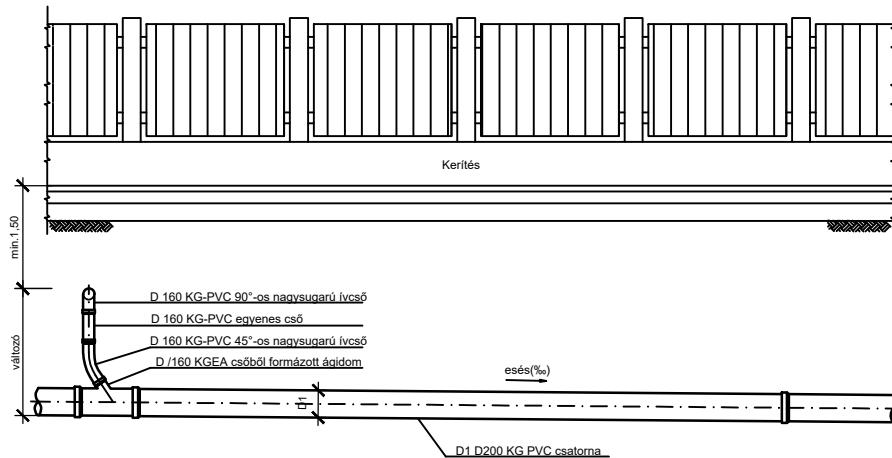 Kerítés
min.1,50
D 160 KG-PVC 90°-os nagysugarú ívcső
D 160 KG-PVC egyenes cső
változó
D 160 KG-PVC 45°-os nagysugarú ívcső
D /160 KGEA csőből formázott ágidom
esés(‰)
D1
D1 D200 KG PVC csatorna